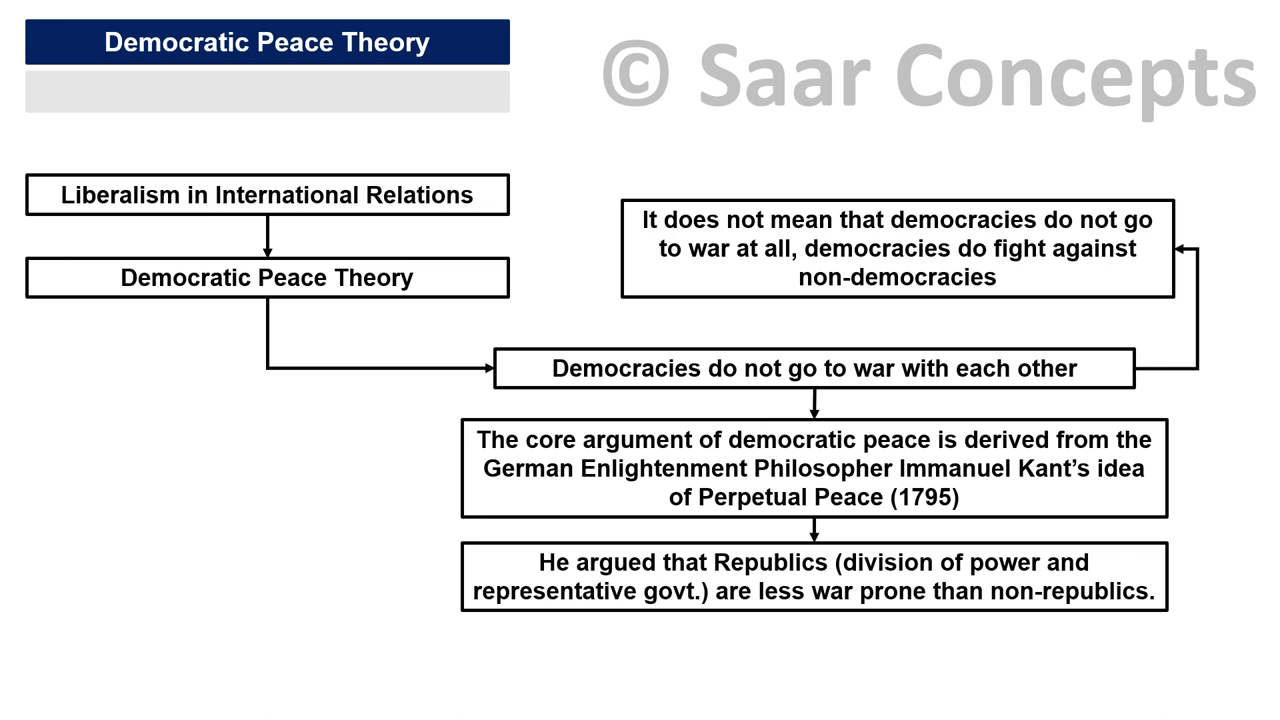 Democratic Peace Theory
© Saar Concepts
Liberalism in International Relations
Democratic Peace Theory
It does not mean that democracies do not go
to war at all, democracies do fight against
non-democracies
Democracies do not go to war with each other
The core argument of democratic peace is derived from the
German Enlightenment Philosopher Immanuel Kant’s idea
of Perpetual Peace (1795)
He argued that Republics (division of power and
representative govt.) are less war prone than non-republics.